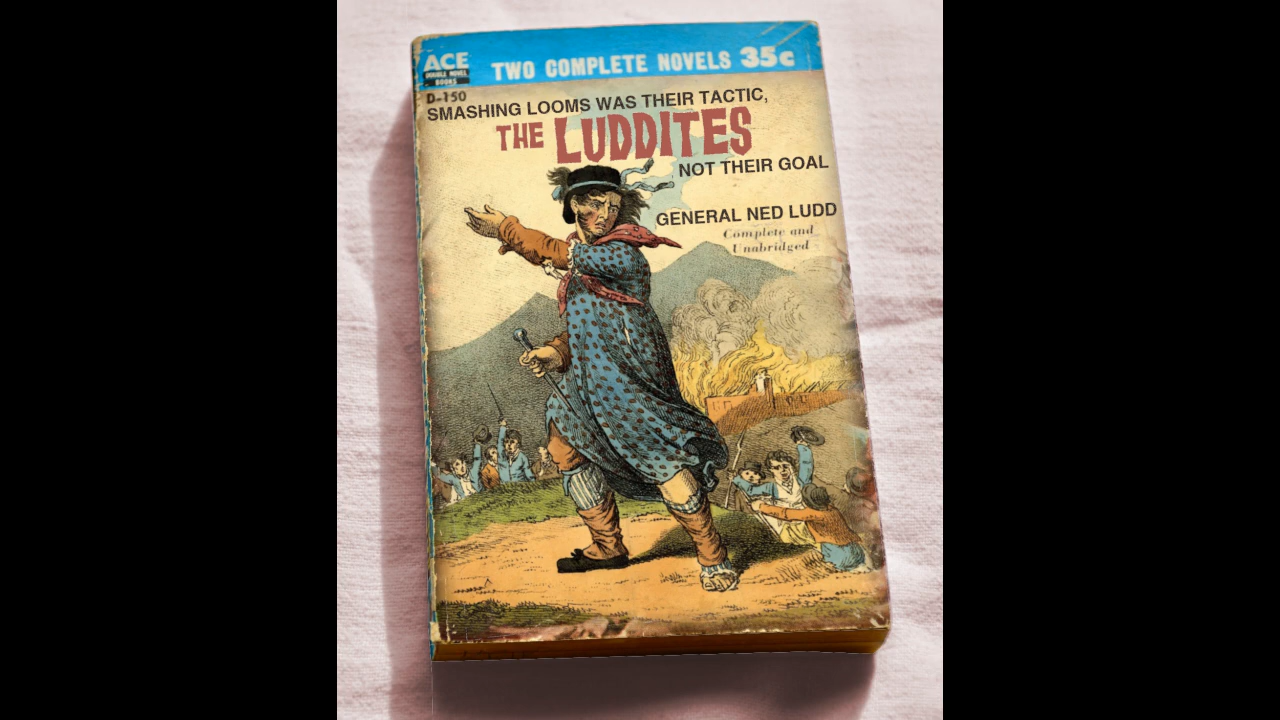 ACE
DOUBLE NOVEL
BOOKS
TWO COMPLETE NOVELS 35c
D-150
SMASHING LOOMS WAS THEIR TACTIC,
THE LUDDITES
NOT THEIR GOAL
GENERAL NED LUDD
Complete and
Unabridged